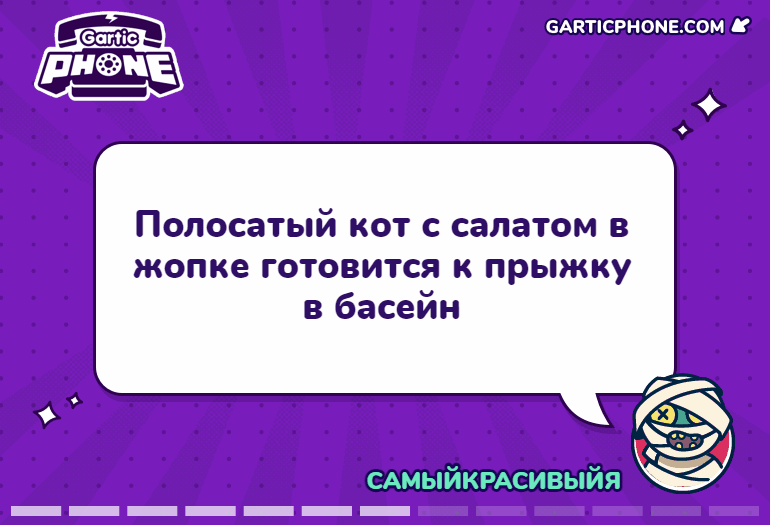 Gartic
PHONE
GARTICPHONE.COM
Полосатый кот с салатом в
жопке готовится к прыжку
в басейн
САМЫЙКРАСИВЫЙЯ